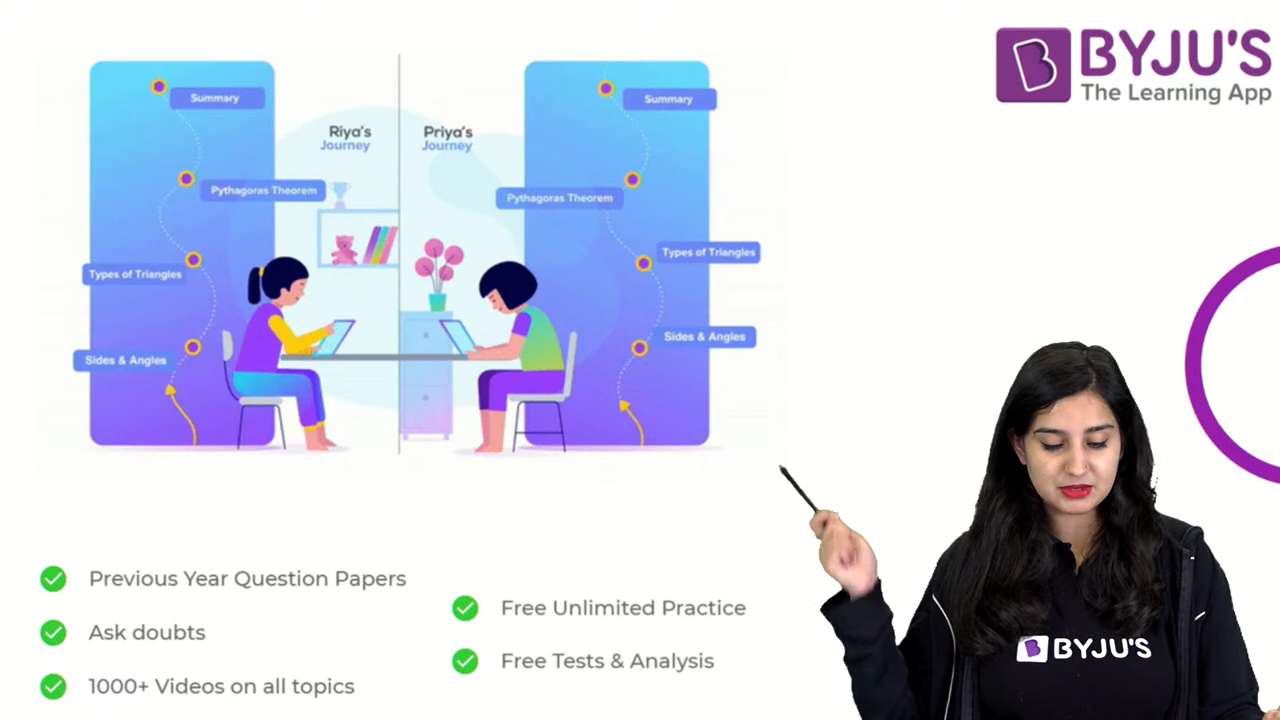 BYJU'S
The Learning App
Riya's
Journey
Summary
Pythagoras Theorem
Types of Triangles
Sides & Angles
Priya's
Journey
Summary
Pythagoras Theorem
Types of Triangles
Sides & Angles
Previous Year Question Papers
Ask doubts
1000+ Videos on all topics
Free Unlimited Practice
Free Tests & Analysis
BYJU'S